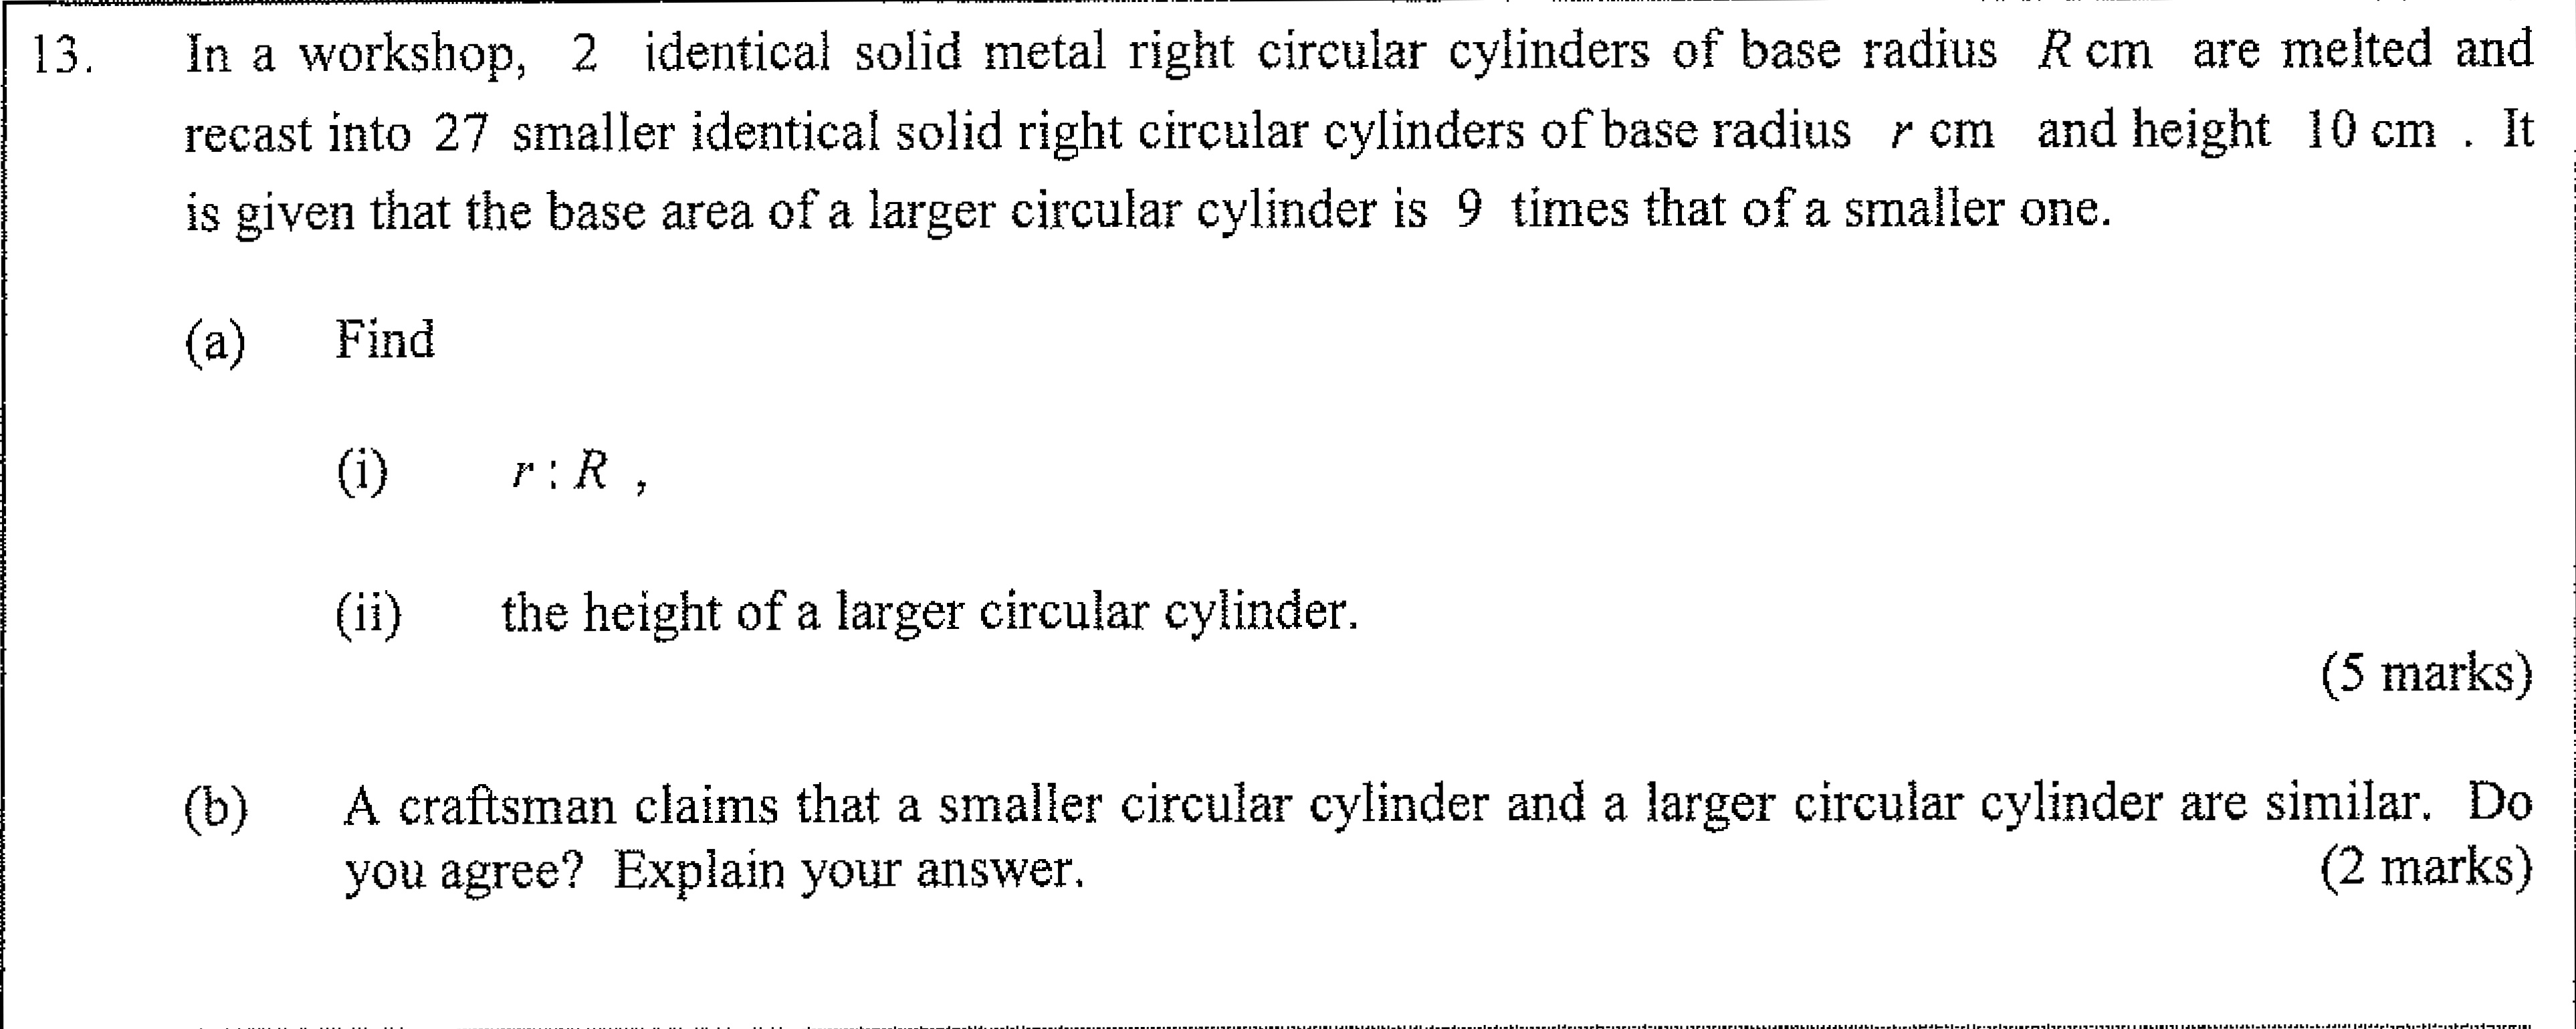 13. In a workshop, 2 identical solid metal right circular cylinders of base radius R cm are melted and
recast into 27 smaller identical solid right circular cylinders of base radius r cm and height 10 cm . It
is given that the base area of a larger circular cylinder is 9 times that of a smaller one.
(a) Find
(i) r : R ,
(ii) the height of a larger circular cylinder.
(5 marks)
(b) A craftsman claims that a smaller circular cylinder and a larger circular cylinder are similar. Do
you agree? Explain your answer. (2 marks)